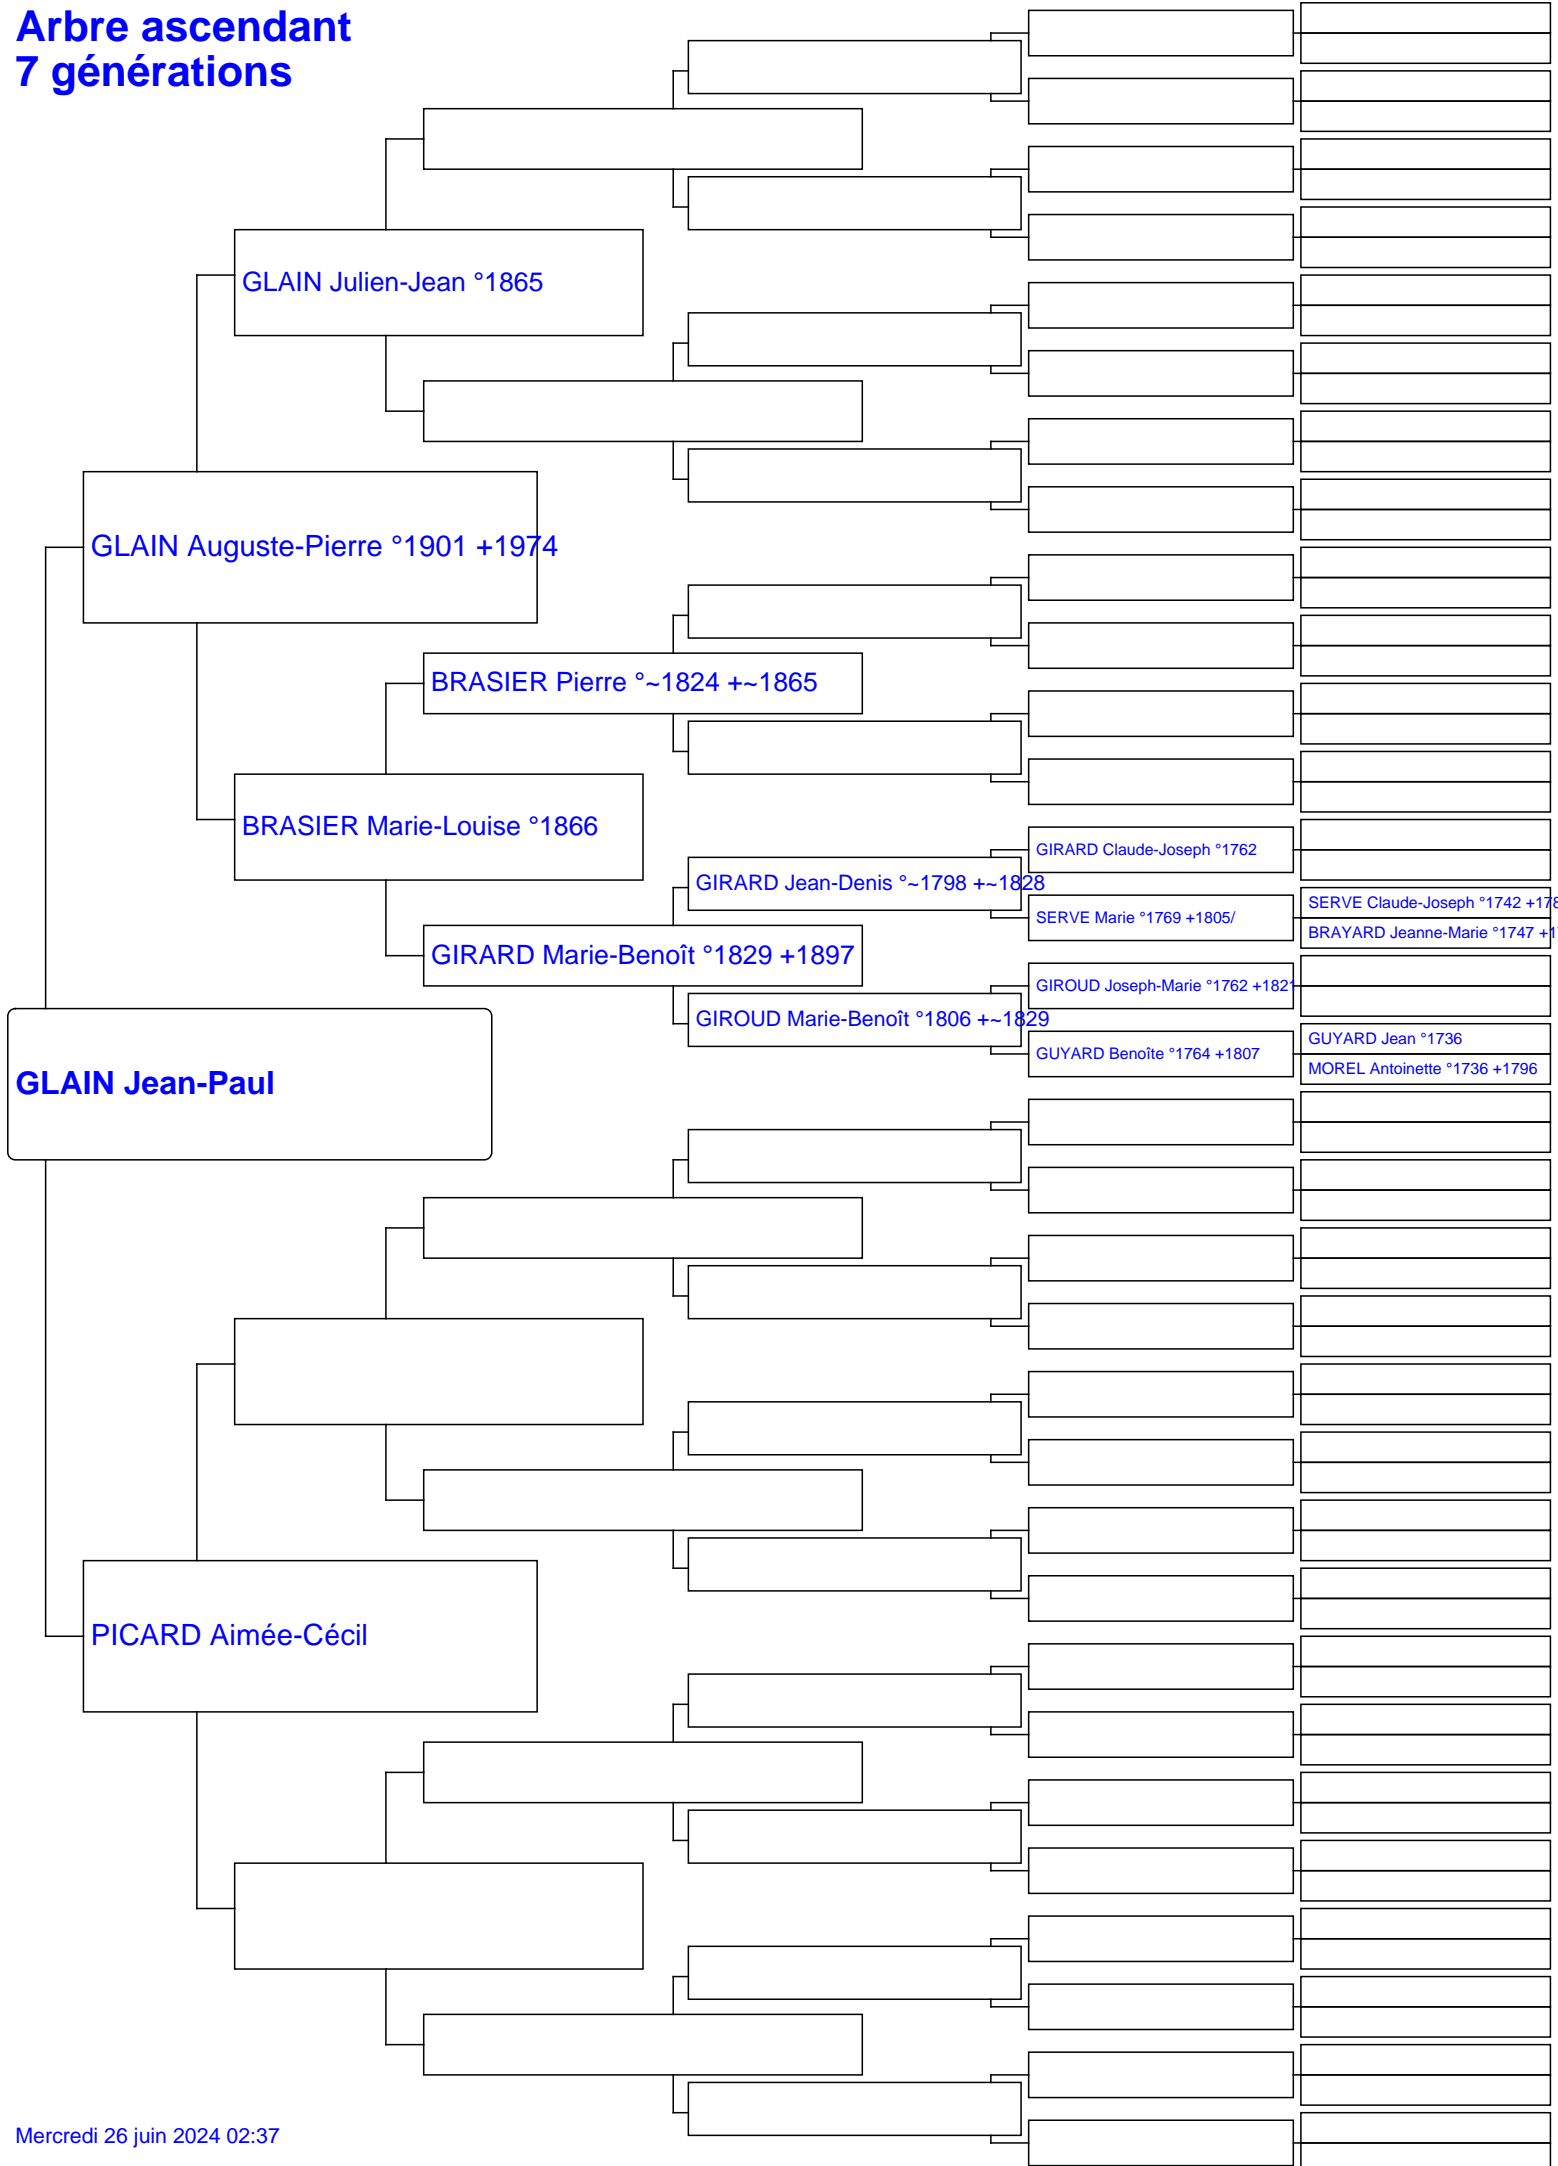 Arbre ascendant
7 générations
GLAIN Julien-Jean °1865
GLAIN Auguste-Pierre °1901 +1974
BRASIER Pierre °~1824 +~1865
BRASIER Marie-Louise °1866
GIRARD Claude-Joseph °1762
GIRARD Jean-Denis °~1798 +~1828
SERVE Claude-Joseph °1742 +178
SERVE Marie °1769 +1805/
BRAYARD Jeanne-Marie °1747 +1
GIRARD Marie-Benoît °1829 +1897
GIROUD Joseph-Marie °1762 +1821
GIROUD Marie-Benoît °1806 +~1829
GUYARD Jean °1736
GUYARD Benoîte °1764 +1807
MOREL Antoinette °1736 +1796
GLAIN Jean-Paul
PICARD Aimée-Cécil
Mercredi 26 juin 2024 02:37